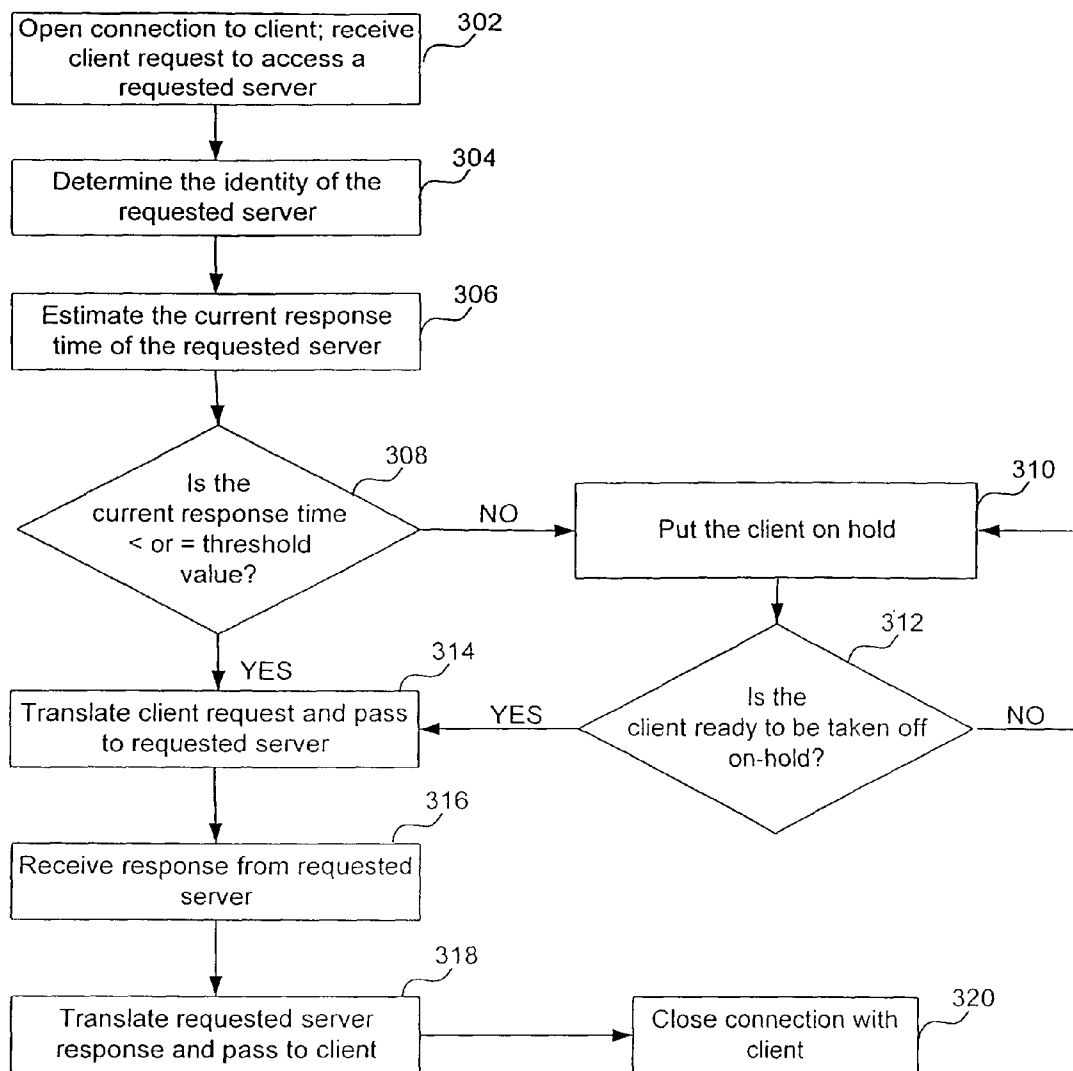 Open connection to client; receive
client request to access a
requested server
302
Determine the identity of the
requested server
304
Estimate the current response
time of the requested server
306
Is the
current response time
< or = threshold
value?
308
NO
Put the client on hold
310
YES
Is the
client ready to be taken off
on-hold?
312
YES
NO
Translate client request and pass
to requested server
314
Receive response from requested
server
316
Translate requested server
response and pass to client
318
Close connection with
client
320